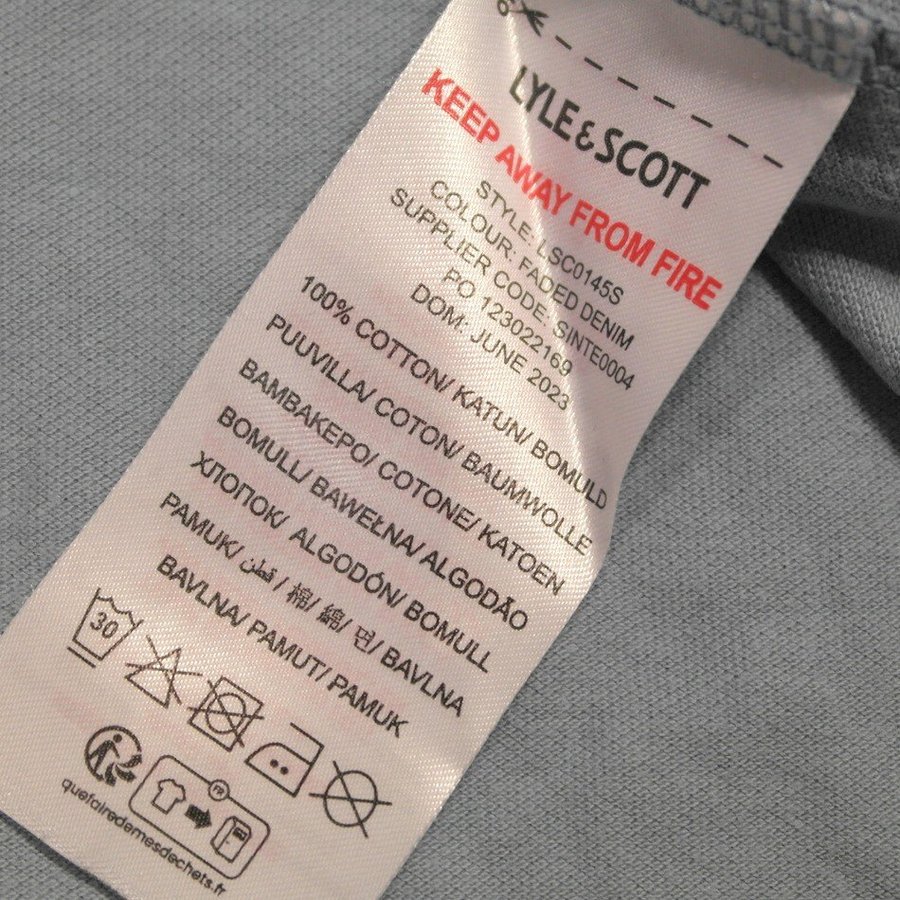 LYLE & SCOTT
KEEP AWAY FROM FIRE
STYLE: LSC0145S
COLOUR: FADED DENIM
SUPPLIER CODE: SINTE0004
PO 123022169
DOM: JUNE 2023
100% COTTON/ KATUN/ BOMULD
PUUVILLA/ COTON/ BAUMWOLLE
ΒΑΜΒΑΚΕΡΟ/ COTONE/ KATOEN
BOMULL/ BAWEŁNA/ ALGODÃO
ХЛОПОК/ ALGODÓN/ BOMULL
PAMUK/ قطن / 棉/ 綿/ 면/ BAVLNA
BAVLNA/ PAMUT/ PAMUK
30
FR
quefairedemesdechets.fr